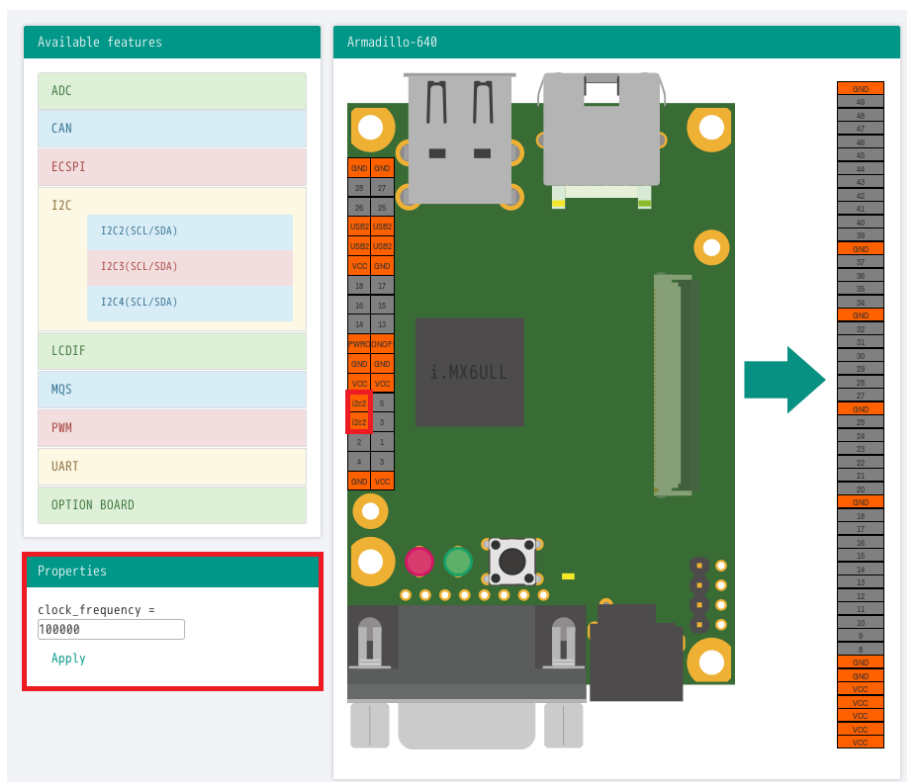 Available features
ADC
CAN
ECSPI
I2C
I2C2(SCL/SDA)
I2C3(SCL/SDA)
I2C4(SCL/SDA)
LCDIF
MQS
PWM
UART
OPTION BOARD
Properties
clock_frequency =
100000
Apply
Armadillo-640
GND GND
28 27
26 25
USB2 USB2
USB2 USB2
VCC GND
18 17
16 15
14 13
PWRO ONOF
GND GND
VCC VCC
i2c2 5
i2c2 3
2 1
4 3
GND VCC
i.MX6ULL
GND
49
48
47
46
45
44
43
42
41
40
39
GND
37
36
35
34
GND
32
31
30
29
28
27
GND
25
24
23
22
21
20
GND
18
17
16
15
14
13
12
11
10
9
8
GND
GND
VCC
VCC
VCC
VCC
VCC